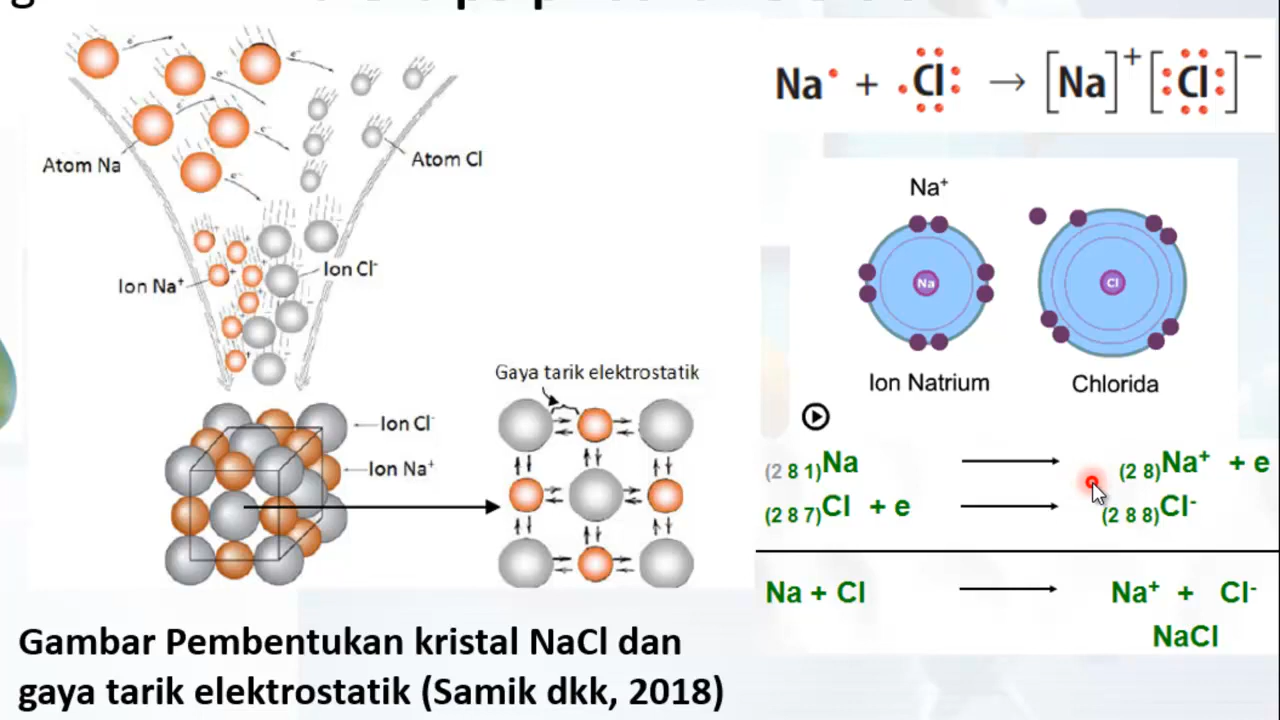 Na + Cl → [Na]⁺ [Cl]⁻
e⁻
e⁻
e⁻
e⁻
e⁻
Atom Na
Atom Cl
Ion Na⁺
Ion Cl⁻
Na⁺
Na
Cl
Ion Natrium
Chlorida
Gaya tarik elektrostatik
Ion Cl⁻
Ion Na⁺
(2 8 1)Na → (2 8)Na⁺ + e
(2 8 7)Cl + e → (2 8 8)Cl⁻
Na + Cl → Na⁺ + Cl⁻
NaCl
Gambar Pembentukan kristal NaCl dan
gaya tarik elektrostatik (Samik dkk, 2018)